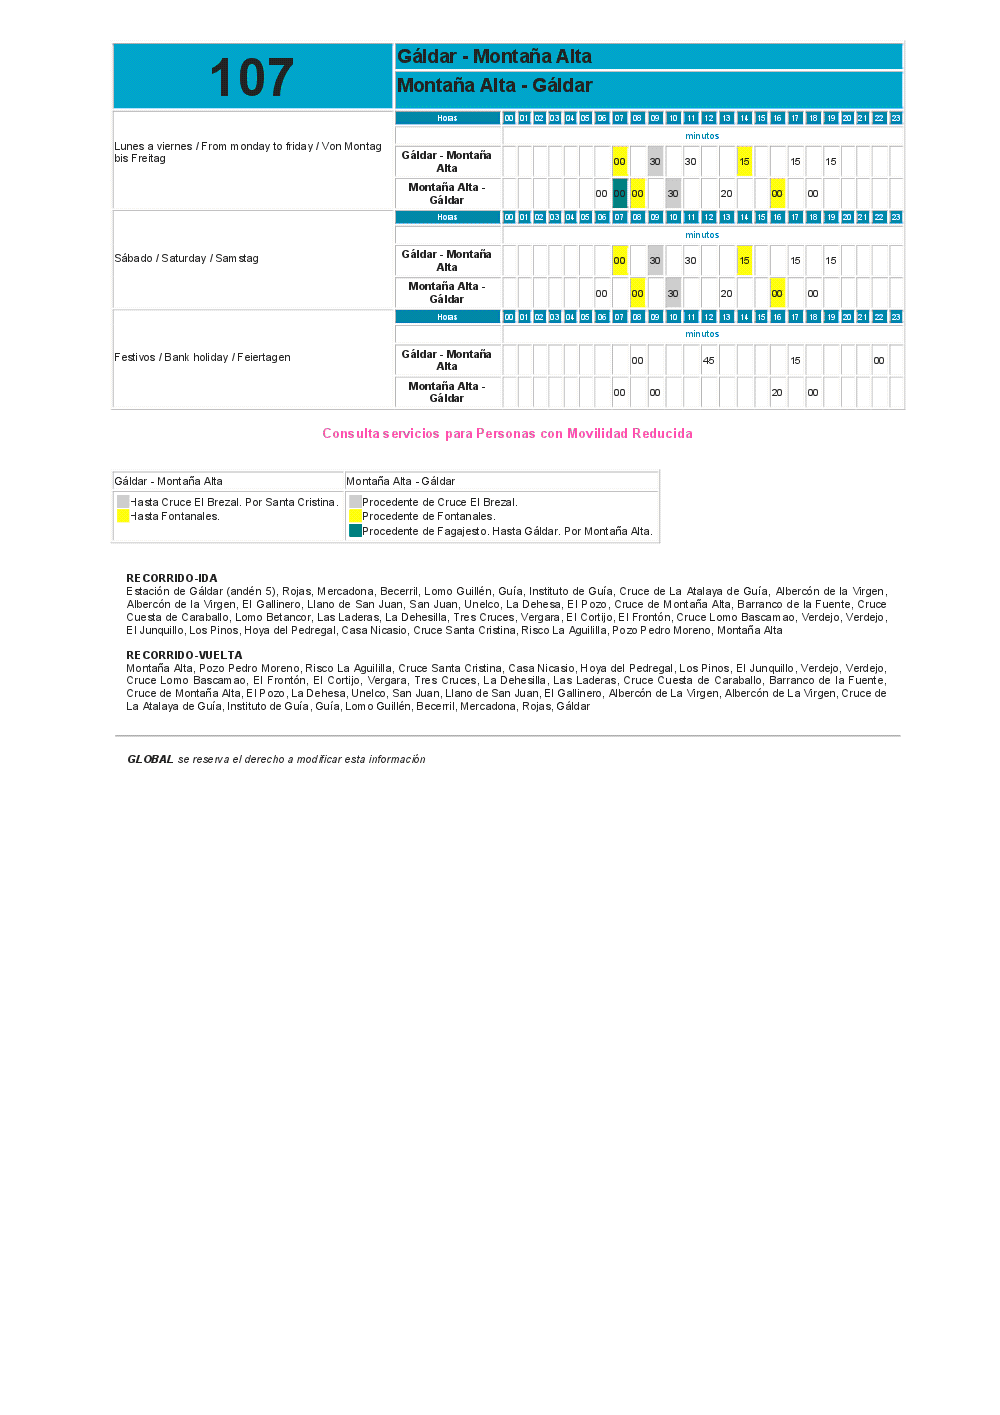 107
Gáldar - Montaña Alta
Montaña Alta - Gáldar
Lunes a viernes / From monday to friday / Von Montag
bis Freitag
Horas 00 01 02 03 04 05 06 07 08 09 10 11 12 13 14 15 16 17 18 19 20 21 22 23
minutos
Gáldar - Montaña
Alta
00 30 30 15 15 15
Montaña Alta -
Gáldar
00 00 00 30 20 00 00
Sábado / Saturday / Samstag
Horas 00 01 02 03 04 05 06 07 08 09 10 11 12 13 14 15 16 17 18 19 20 21 22 23
minutos
Gáldar - Montaña
Alta
00 30 30 15 15 15
Montaña Alta -
Gáldar
00 00 30 20 00 00
Festivos / Bank holiday / Feiertagen
Horas 00 01 02 03 04 05 06 07 08 09 10 11 12 13 14 15 16 17 18 19 20 21 22 23
minutos
Gáldar - Montaña
Alta
00 45 15 00
Montaña Alta -
Gáldar
00 00 20 00
Consulta servicios para Personas con Movilidad Reducida
Gáldar - Montaña Alta
Hasta Cruce El Brezal. Por Santa Cristina.
Hasta Fontanales.
Montaña Alta - Gáldar
Procedente de Cruce El Brezal.
Procedente de Fontanales.
Procedente de Fagajesto. Hasta Gáldar. Por Montaña Alta.
RECORRIDO-IDA
Estación de Gáldar (andén 5), Rojas, Mercadona, Becerril, Lomo Guillén, Guía, Instituto de Guía, Cruce de La Atalaya de Guía, Albercón de la Virgen,
Albercón de la Virgen, El Gallinero, Llano de San Juan, San Juan, Unelco, La Dehesa, El Pozo, Cruce de Montaña Alta, Barranco de la Fuente, Cruce
Cuesta de Caraballo, Lomo Betancor, Las Laderas, La Dehesilla, Tres Cruces, Vergara, El Cortijo, El Frontón, Cruce Lomo Bascamao, Verdejo, Verdejo,
El Junquillo, Los Pinos, Hoya del Pedregal, Casa Nicasio, Cruce Santa Cristina, Risco La Aguililla, Pozo Pedro Moreno, Montaña Alta
RECORRIDO-VUELTA
Montaña Alta, Pozo Pedro Moreno, Risco La Aguililla, Cruce Santa Cristina, Casa Nicasio, Hoya del Pedregal, Los Pinos, El Junquillo, Verdejo, Verdejo,
Cruce Lomo Bascamao, El Frontón, El Cortijo, Vergara, Tres Cruces, La Dehesilla, Las Laderas, Cruce Cuesta de Caraballo, Barranco de la Fuente,
Cruce de Montaña Alta, El Pozo, La Dehesa, Unelco, San Juan, Llano de San Juan, El Gallinero, Albercón de La Virgen, Albercón de La Virgen, Cruce de
La Atalaya de Guía, Instituto de Guía, Guía, Lomo Guillén, Becerril, Mercadona, Rojas, Gáldar
GLOBAL se reserva el derecho a modificar esta información